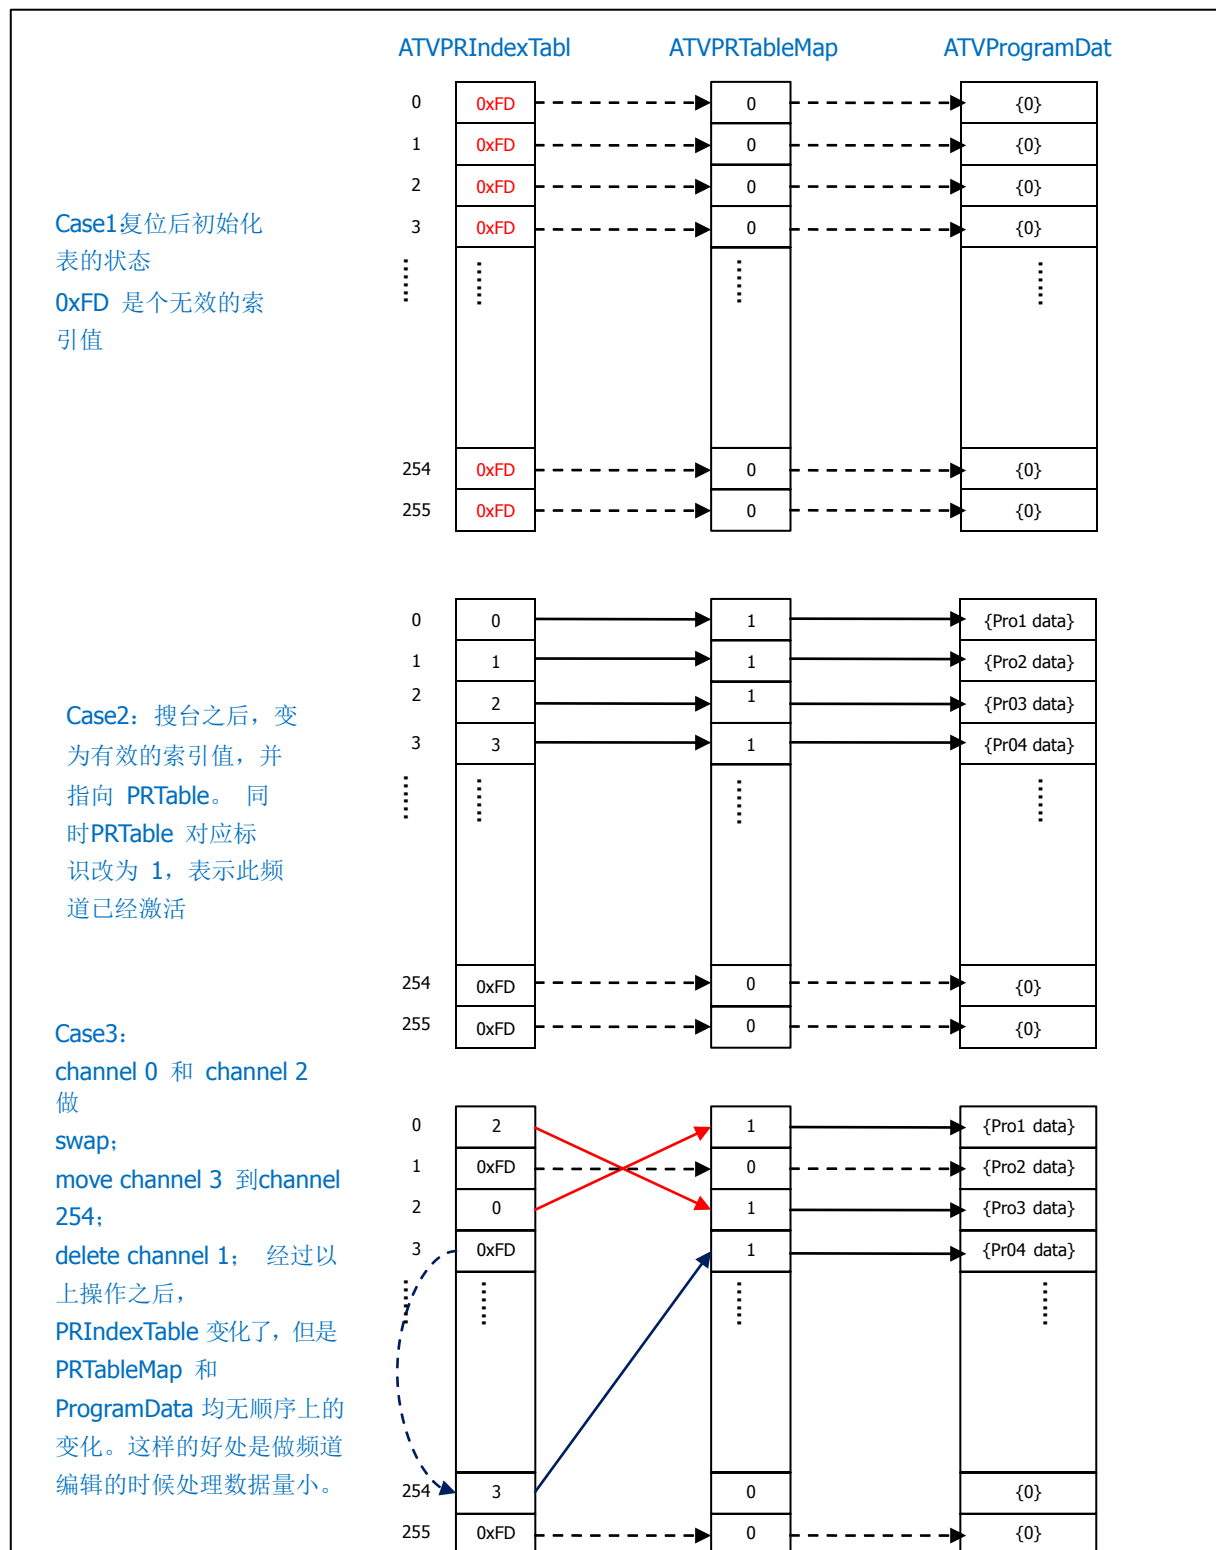 ATVPRIndexTabl ATVPRTableMap ATVProgramDat
0 0xFD 0 {0}
1 0xFD 0 {0}
2 0xFD 0 {0}
3 0xFD 0 {0}
Case1:复位后初始化
表的状态
0xFD 是个无效的索
引值
254 0xFD 0 {0}
255 0xFD 0 {0}
0 0 1 {Pro1 data}
1 1 1 {Pro2 data}
2 2 1 {Pr03 data}
3 3 1 {Pr04 data}
Case2：搜台之后，变
为有效的索引值，并
指向 PRTable。 同
时PRTable 对应标
识改为 1，表示此频
道已经激活
254 0xFD 0 {0}
255 0xFD 0 {0}
Case3：
channel 0 和 channel 2
做
swap；
move channel 3 到channel
254；
delete channel 1； 经过以
上操作之后，
PRIndexTable 变化了，但是
PRTableMap 和
ProgramData 均无顺序上的
变化。这样的好处是做频道
编辑的时候处理数据量小。
0 2 1 {Pro1 data}
1 0xFD 0 {Pro2 data}
2 0 1 {Pro3 data}
3 0xFD 1 {Pr04 data}
254 3 0 {0}
255 0xFD 0 {0}